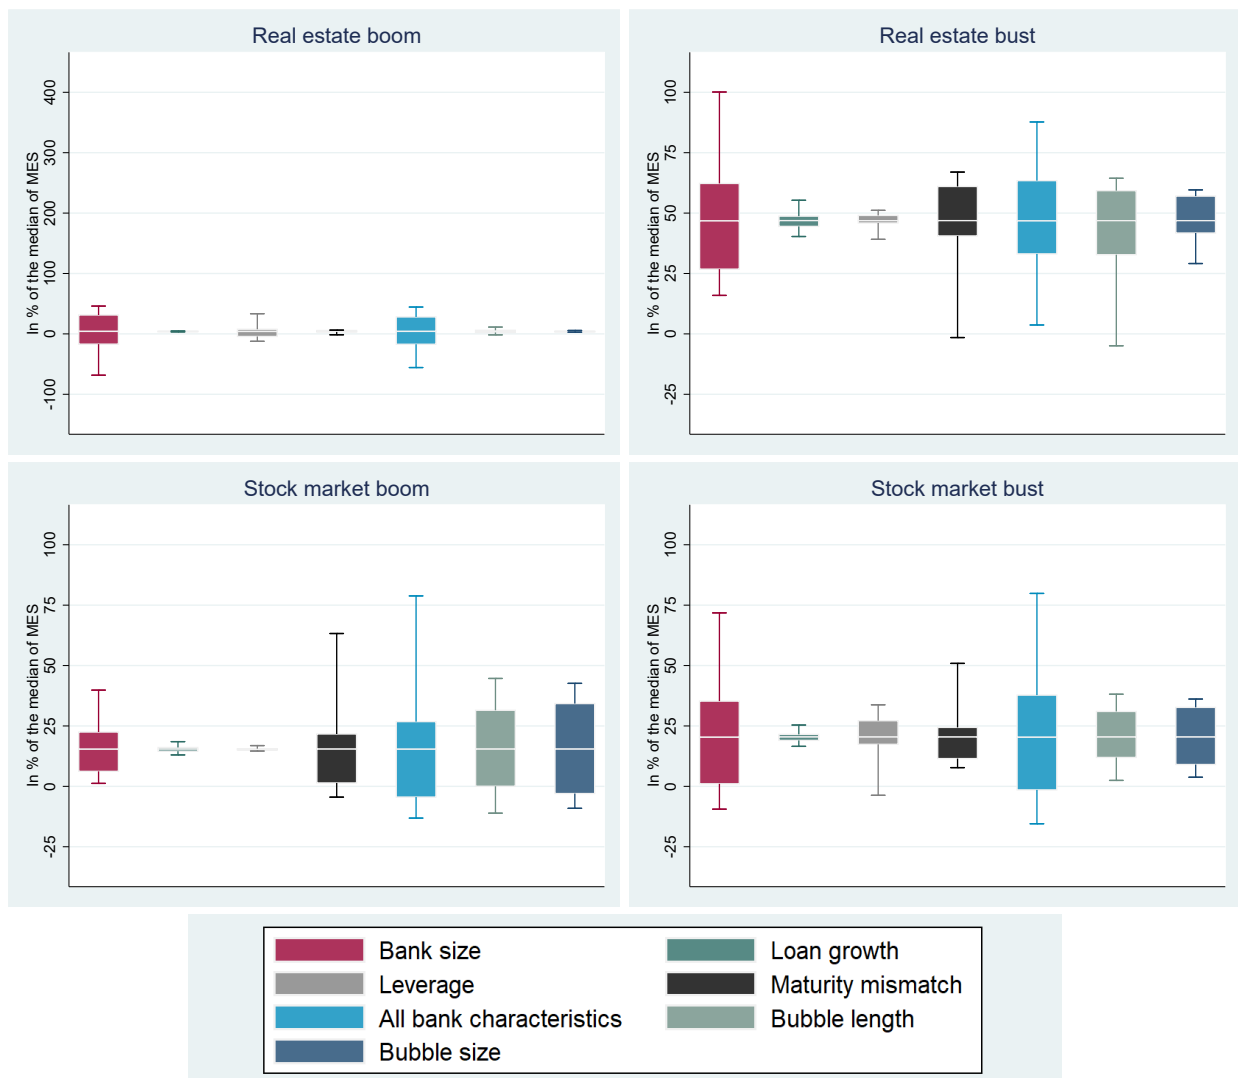 Real estate boom
In % of the median of MES
400
300
200
100
0
-100
Real estate bust
In % of the median of MES
100
75
50
25
0
-25
Stock market boom
In % of the median of MES
100
75
50
25
0
-25
Stock market bust
In % of the median of MES
100
75
50
25
0
-25
Bank size
Loan growth
Leverage
Maturity mismatch
All bank characteristics
Bubble length
Bubble size